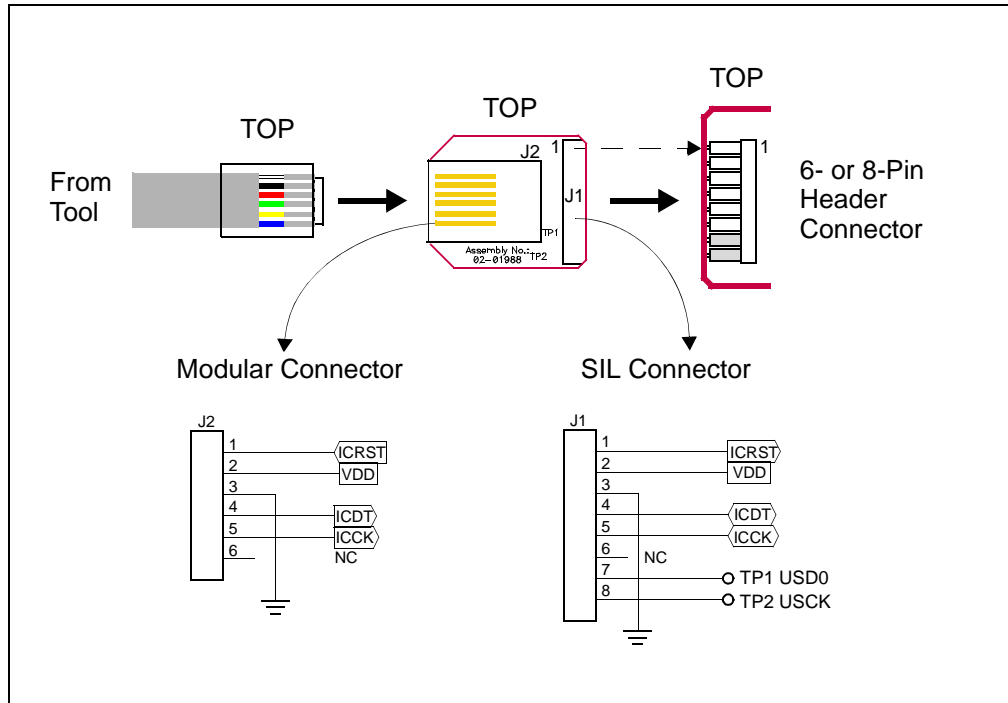 TOP
TOP
TOP
From
Tool
J2
1
J1
TP1
Assembly No.:
02-01988
TP2
1
6- or 8-Pin
Header
Connector
Modular Connector
J2
1
ICRST
2
VDD
3
4
ICDT
5
ICCK
6
NC
SIL Connector
J1
1
ICRST
2
VDD
3
4
ICDT
5
ICCK
6
NC
7
TP1 USD0
8
TP2 USCK